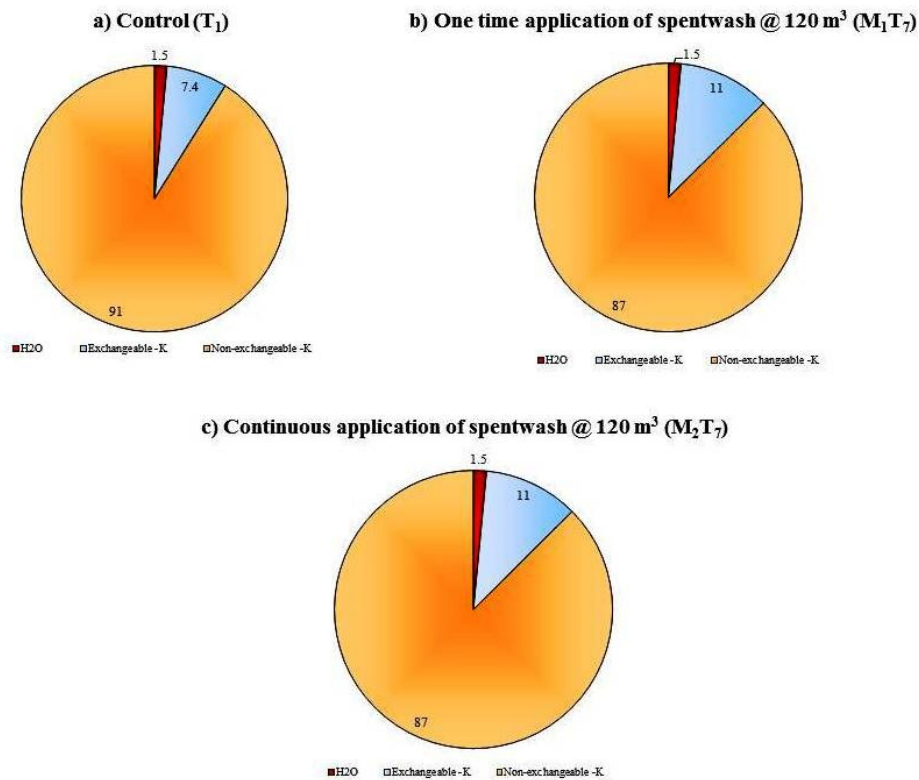 a) Control (T₁)
1.5
7.4
91
H2O Exchangeable -K Non-exchangeable -K
b) One time application of spentwash @ 120 m³ (M₁T₇)
1.5
11
87
H2O Exchangeable -K Non-exchangeable -K
c) Continuous application of spentwash @ 120 m³ (M₂T₇)
1.5
11
87
H2O Exchangeable -K Non-exchangeable -K